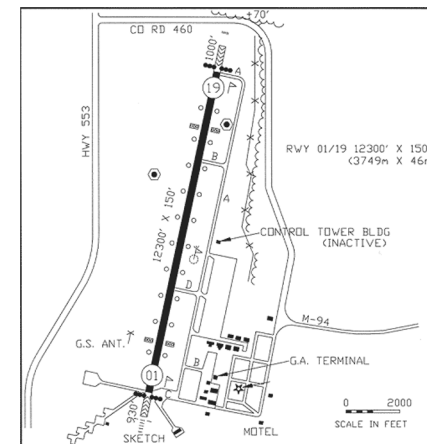 +70'
CO RD 460
1000'
A
19
HWY 553
B
RWY 01/19 12300' X 150
(3749m X 46m
A
12300' X 150'
CONTROL TOWER BLDG
(INACTIVE)
D
M-94
G.S. ANT.
B
G.A. TERMINAL
01
930'
0 2000
SCALE IN FEET
SKETCH
MOTEL